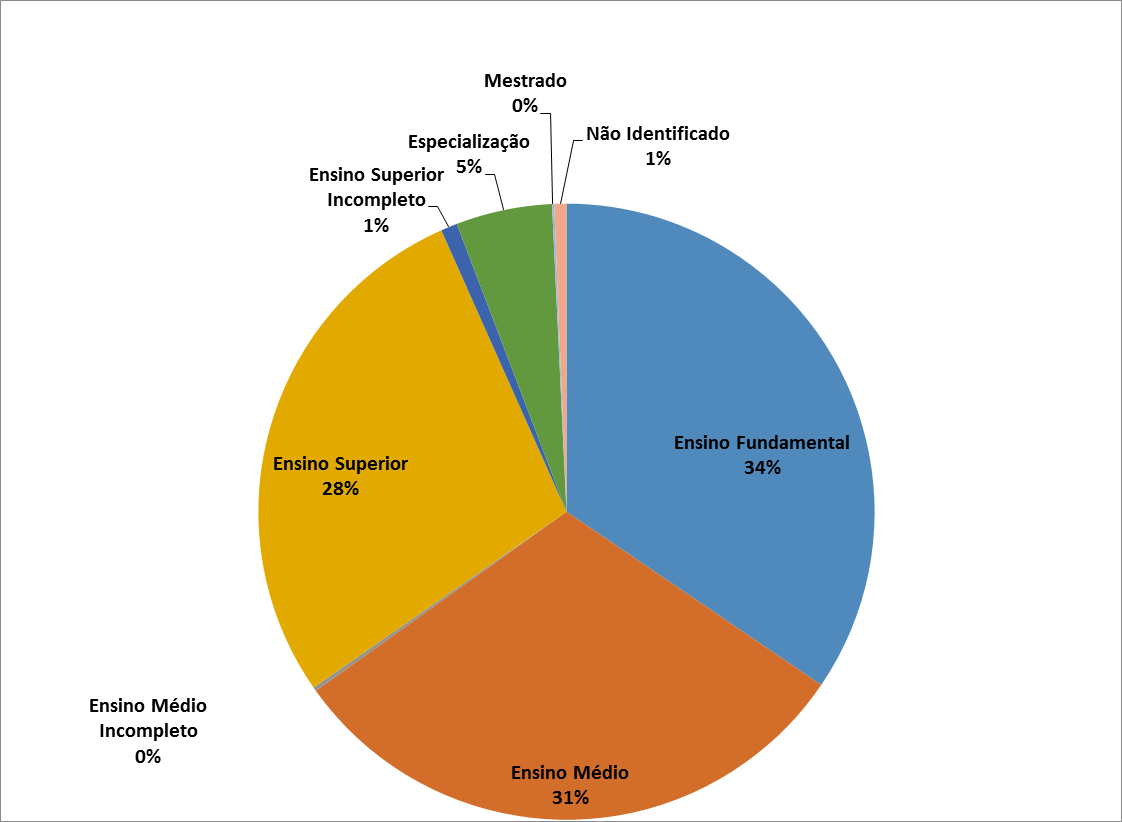 Mestrado
0%
Não Identificado
1%
Especialização
5%
Ensino Superior
Incompleto
1%
Ensino Fundamental
34%
Ensino Superior
28%
Ensino Médio
Incompleto
0%
Ensino Médio
31%